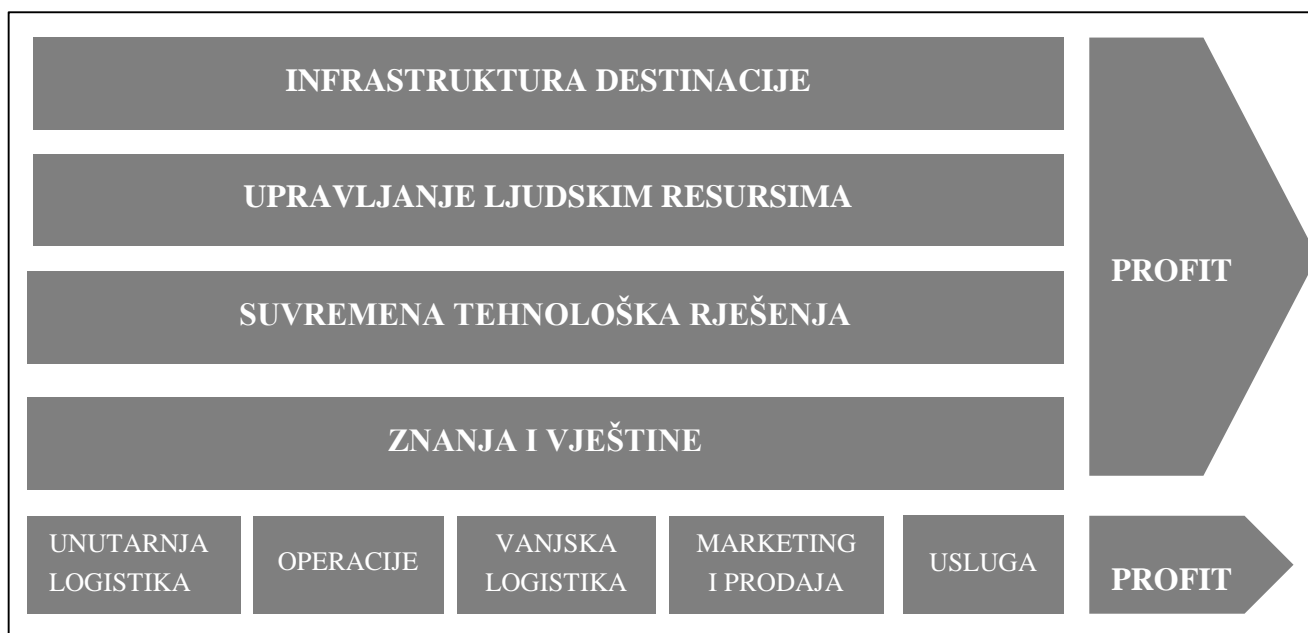 INFRASTRUKTURA DESTINACIJE
UPRAVLJANJE LJUDSKIM RESURSIMA
SUVREMENA TEHNOLOŠKA RJEŠENJA
ZNANJA I VJEŠTINE
PROFIT
UNUTARNJA
LOGISTIKA
OPERACIJE
VANJSKA
LOGISTIKA
MARKETING
I PRODAJA
USLUGA
PROFIT